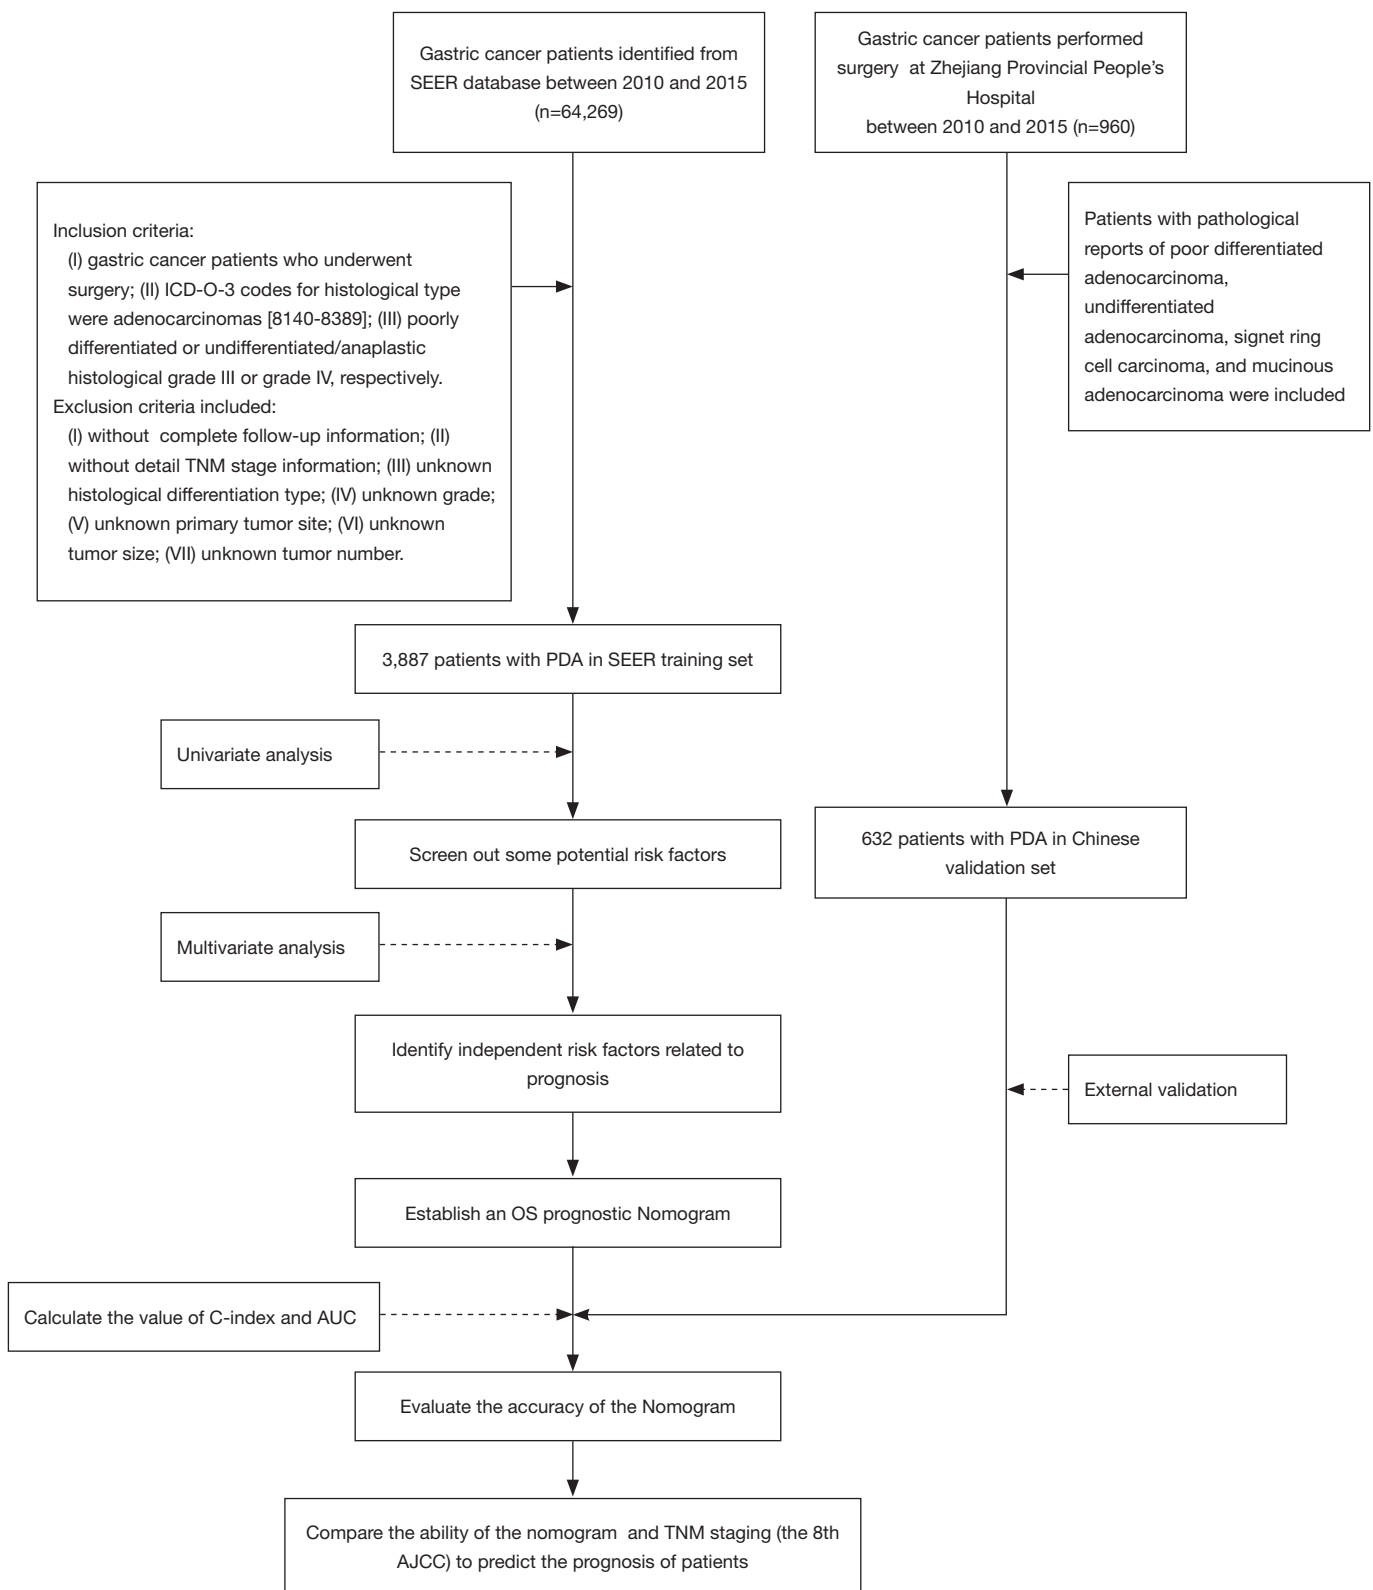 Gastric cancer patients identified from
SEER database between 2010 and 2015
(n=64,269)
Gastric cancer patients performed
surgery at Zhejiang Provincial People's
Hospital
between 2010 and 2015 (n=960)
Inclusion criteria:
(I) gastric cancer patients who underwent
surgery; (II) ICD-O-3 codes for histological type
were adenocarcinomas [8140-8389]; (III) poorly
differentiated or undifferentiated/anaplastic
histological grade III or grade IV, respectively.
Exclusion criteria included:
(I) without complete follow-up information; (II)
without detail TNM stage information; (III) unknown
histological differentiation type; (IV) unknown grade;
(V) unknown primary tumor site; (VI) unknown
tumor size; (VII) unknown tumor number.
Patients with pathological
reports of poor differentiated
adenocarcinoma,
undifferentiated
adenocarcinoma, signet ring
cell carcinoma, and mucinous
adenocarcinoma were included
3,887 patients with PDA in SEER training set
Univariate analysis
Screen out some potential risk factors
632 patients with PDA in Chinese
validation set
Multivariate analysis
Identify independent risk factors related to
prognosis
External validation
Establish an OS prognostic Nomogram
Calculate the value of C-index and AUC
Evaluate the accuracy of the Nomogram
Compare the ability of the nomogram and TNM staging (the 8th
AJCC) to predict the prognosis of patients